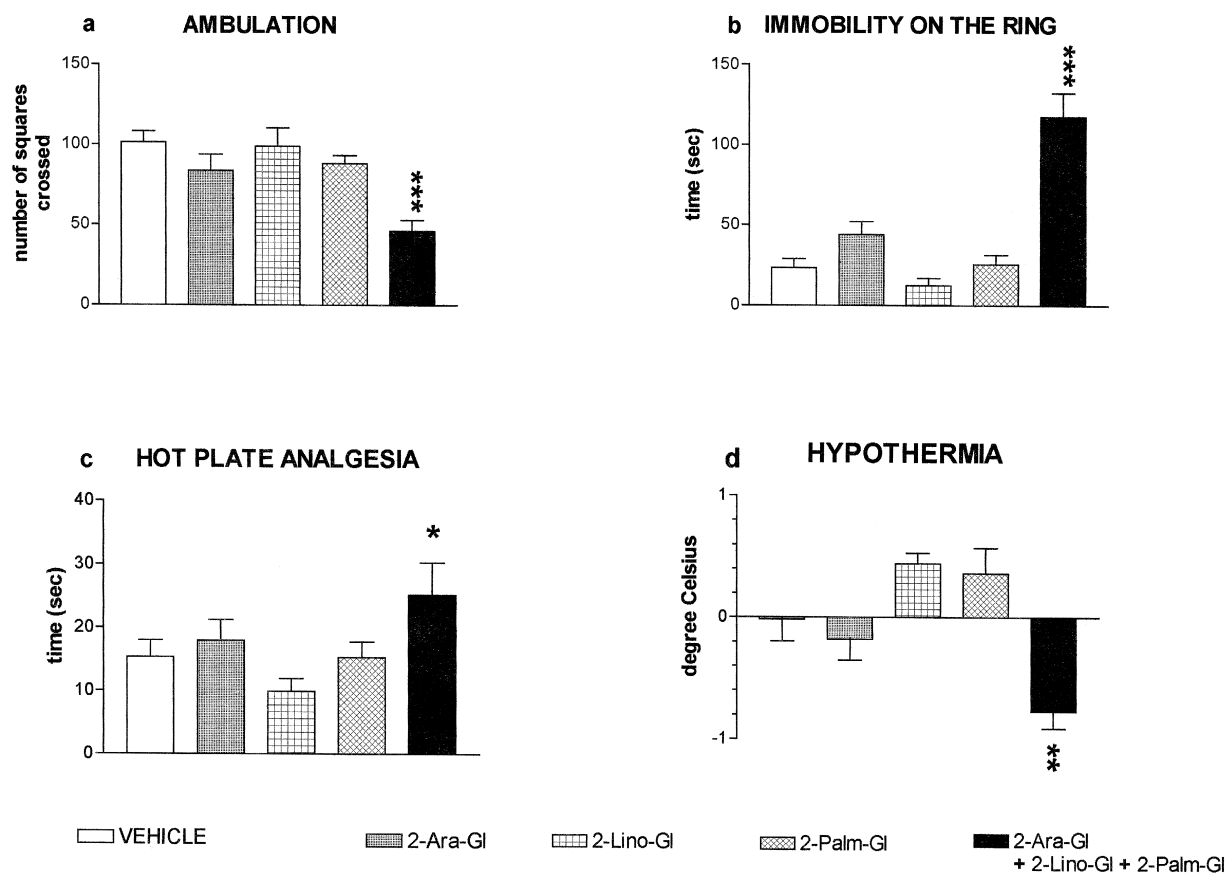 a AMBULATION
number of squares
crossed
150
100
50
0
***
b IMMOBILITY ON THE RING
time (sec)
150
100
50
0
***
c HOT PLATE ANALGESIA
time (sec)
40
30
20
10
0
*
d HYPOTHERMIA
degree Celsius
1
0
-1
**
VEHICLE
2-Ara-Gl
2-Lino-Gl
2-Palm-Gl
2-Ara-Gl
+ 2-Lino-Gl + 2-Palm-Gl